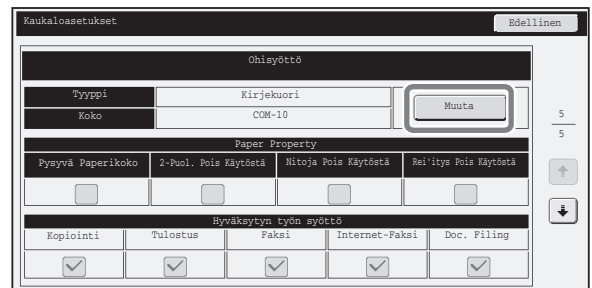 Kaukaloasetukset Edellinen
Ohisyöttö
Tyyppi Kirjekuori
Muuta
Koko COM-10
5
5
Paper Property
Pysyvä Paperikoko 2-Puol. Pois Käytöstä Nitoja Pois Käytöstä Rei'itys Pois Käytöstä
Hyväksytyn työn syöttö
Kopiointi Tulostus Faksi Internet-Faksi Doc. Filing